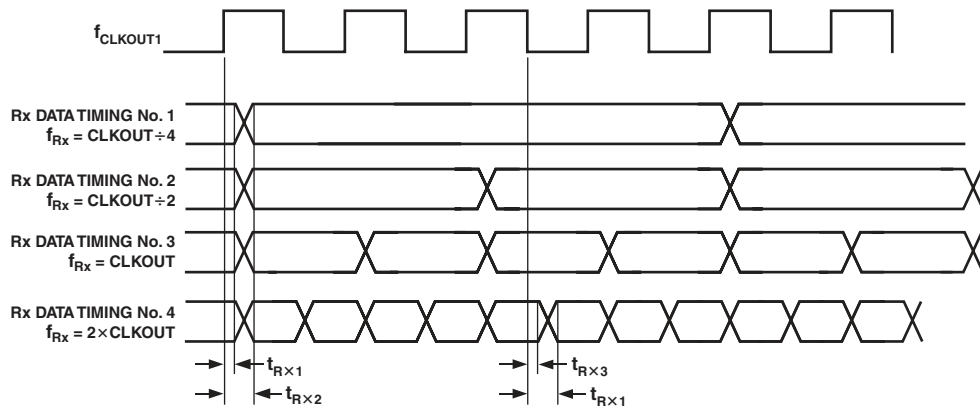 fCLKOUT1
Rx DATA TIMING No. 1
fRx = CLKOUT÷4
Rx DATA TIMING No. 2
fRx = CLKOUT÷2
Rx DATA TIMING No. 3
fRx = CLKOUT
Rx DATA TIMING No. 4
fRx = 2×CLKOUT
tR×1
tR×3
tR×2
tR×1